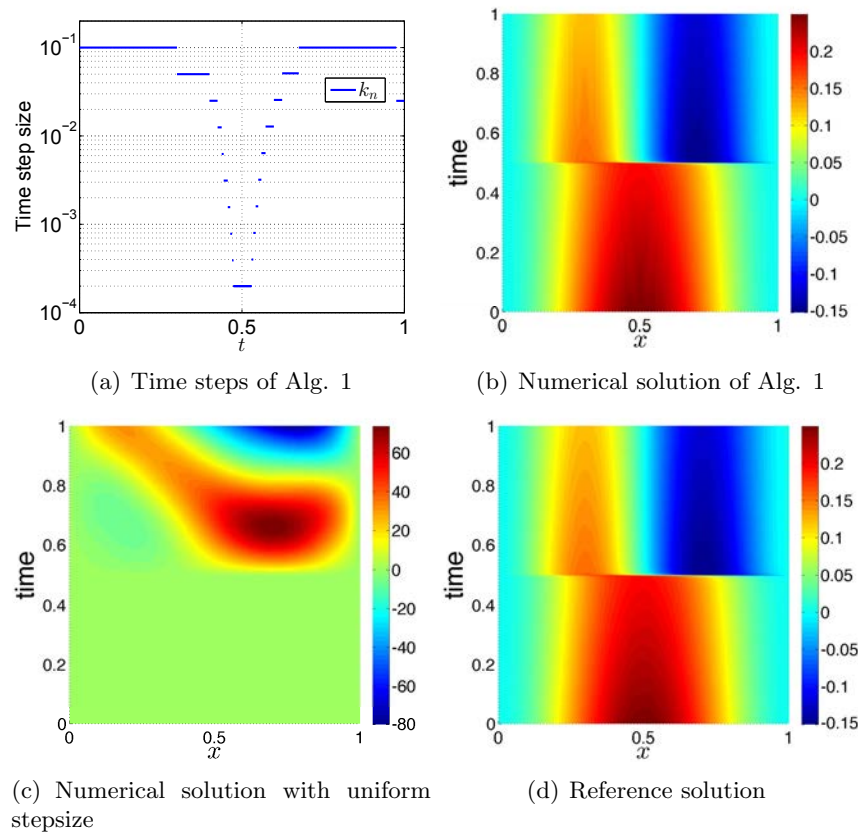 10⁻¹
10⁻²
10⁻³
10⁻⁴
Time step size
kₙ
0 0.5 1
t
(a) Time steps of Alg. 1
1
0.8
0.6
0.4
0.2
0
time
0 0.5 1
x
0.2
0.15
0.1
0.05
0
-0.05
-0.1
-0.15
(b) Numerical solution of Alg. 1
1
0.8
0.6
0.4
0.2
0
time
0 0.5 1
x
60
40
20
0
-20
-40
-60
-80
(c) Numerical solution with uniform
stepsize
1
0.8
0.6
0.4
0.2
0
time
0 0.5 1
x
0.2
0.15
0.1
0.05
0
-0.05
-0.1
-0.15
(d) Reference solution